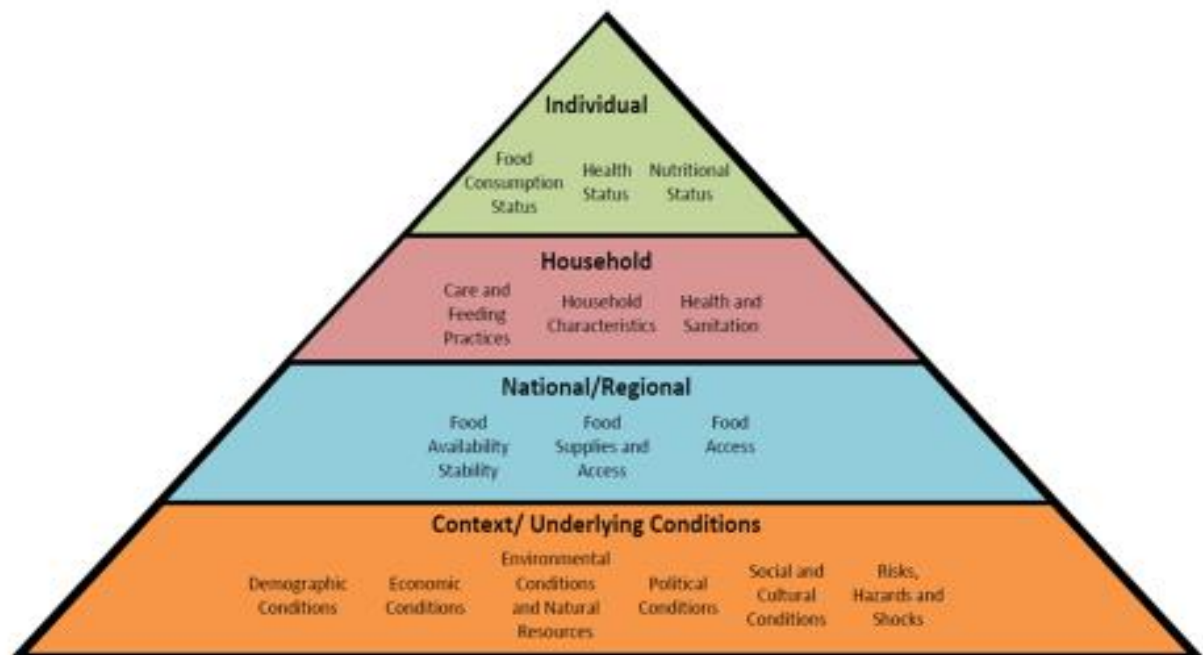 Individual
Food
Consumption
Status
Health
Status
Nutritional
Status
Household
Care and
Feeding
Practices
Household
Characteristics
Health and
Sanitation
National/Regional
Food
Availability
Stability
Food
Supplies and
Access
Food
Access
Context/ Underlying Conditions
Demographic
Conditions
Economic
Conditions
Environmental
Conditions
and Natural
Resources
Political
Conditions
Social and
Cultural
Conditions
Risks,
Hazards and
Shocks